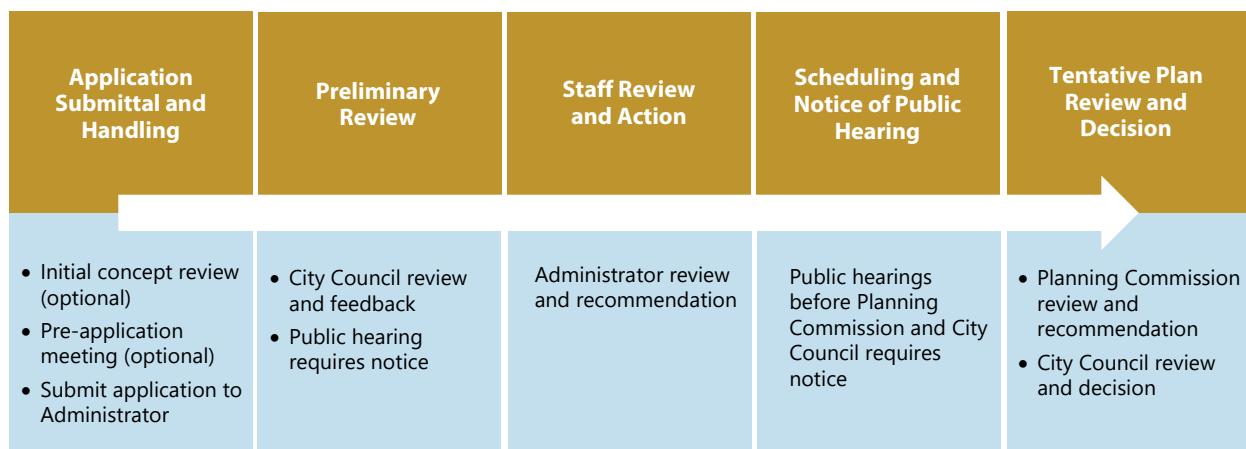 Application
Submittal and
Handling
Preliminary
Review
Staff Review
and Action
Scheduling and
Notice of Public
Hearing
Tentative Plan
Review and
Decision
• Initial concept review
(optional)
• Pre-application
meeting (optional)
• Submit application to
Administrator
• City Council review
and feedback
• Public hearing
requires notice
Administrator review
and recommendation
Public hearings
before Planning
Commission and City
Council requires
notice
• Planning Commission
review and
recommendation
• City Council review
and decision